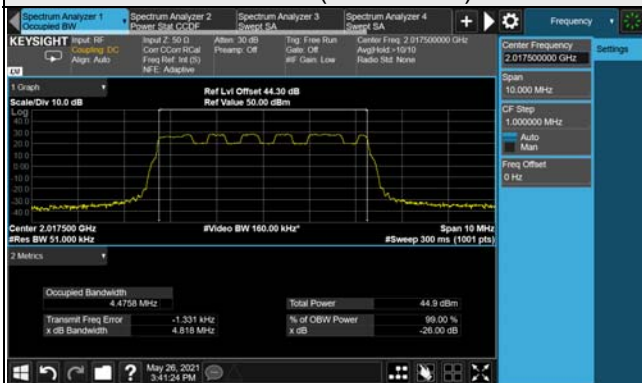 Spectrum Analyzer 1
Occupied BW
Spectrum Analyzer 2
Power Stat CCDF
Spectrum Analyzer 3
Swept SA
Spectrum Analyzer 4
Swept SA
Frequency
KEYSIGHT
Input: RF
Coupling: DC
Align: Auto
Input Z: 50 Ω
Corr CCorr RCal
Freq Ref: Int (S)
NFE: Adaptive
Atten: 30 dB
Preamp: Off
Trig: Free Run
Gate: Off
#IF Gain: Low
Center Freq: 2.017500000 GHz
Avg|Hold:>10/10
Radio Std: None
Center Frequency
2.017500000 GHz
Settings
Span
10.000 MHz
CF Step
1.000000 MHz
Auto
Man
Freq Offset
0 Hz
1 Graph
Scale/Div 10.0 dB
Ref Lvl Offset 44.30 dB
Ref Value 50.00 dBm
Log
40.0
30.0
20.0
10.0
0.00
-10.0
-20.0
-30.0
-40.0
Center 2.017500 GHz
#Video BW 160.00 kHz*
Span 10 MHz
#Res BW 51.000 kHz
#Sweep 300 ms (1001 pts)
2 Metrics
Occupied Bandwidth
4.4758 MHz
Total Power
44.9 dBm
Transmit Freq Error
-1.331 kHz
% of OBW Power
99.00 %
x dB Bandwidth
4.818 MHz
x dB
-26.00 dB
May 26, 2021
3:41:24 PM